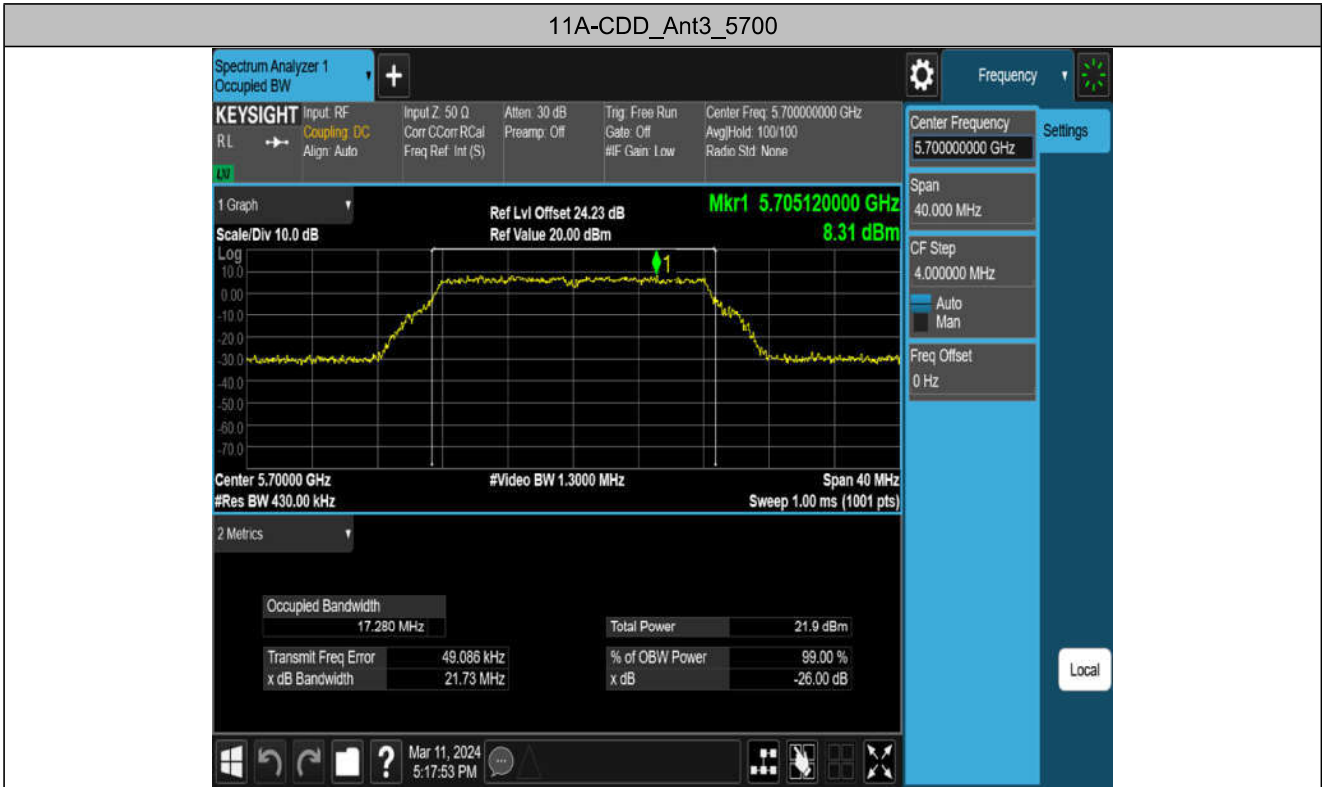 11A-CDD_Ant3_5700
Spectrum Analyzer 1
Occupied BW
+
Frequency
KEYSIGHT
RL
LXI
Input: RF
Coupling: DC
Align: Auto
Input Z: 50 Ω
Corr CCorr RCal
Freq Ref: Int (S)
Atten: 30 dB
Preamp: Off
Trig: Free Run
Gate: Off
#IF Gain: Low
Center Freq: 5.700000000 GHz
Avg|Hold: 100/100
Radio Std: None
Center Frequency
5.700000000 GHz
Settings
Span
40.000 MHz
CF Step
4.000000 MHz
Auto
Man
Freq Offset
0 Hz
Local
1 Graph
Scale/Div 10.0 dB
Ref Lvl Offset 24.23 dB
Ref Value 20.00 dBm
Mkr1 5.705120000 GHz
8.31 dBm
Log
10.0
0.00
-10.0
-20.0
-30.0
-40.0
-50.0
-60.0
-70.0
1
Center 5.70000 GHz
#Res BW 430.00 kHz
#Video BW 1.3000 MHz
Span 40 MHz
Sweep 1.00 ms (1001 pts)
2 Metrics
Occupied Bandwidth
17.280 MHz
Total Power 21.9 dBm
Transmit Freq Error 49.086 kHz
% of OBW Power 99.00 %
x dB Bandwidth 21.73 MHz
x dB -26.00 dB
?
Mar 11, 2024
5:17:53 PM